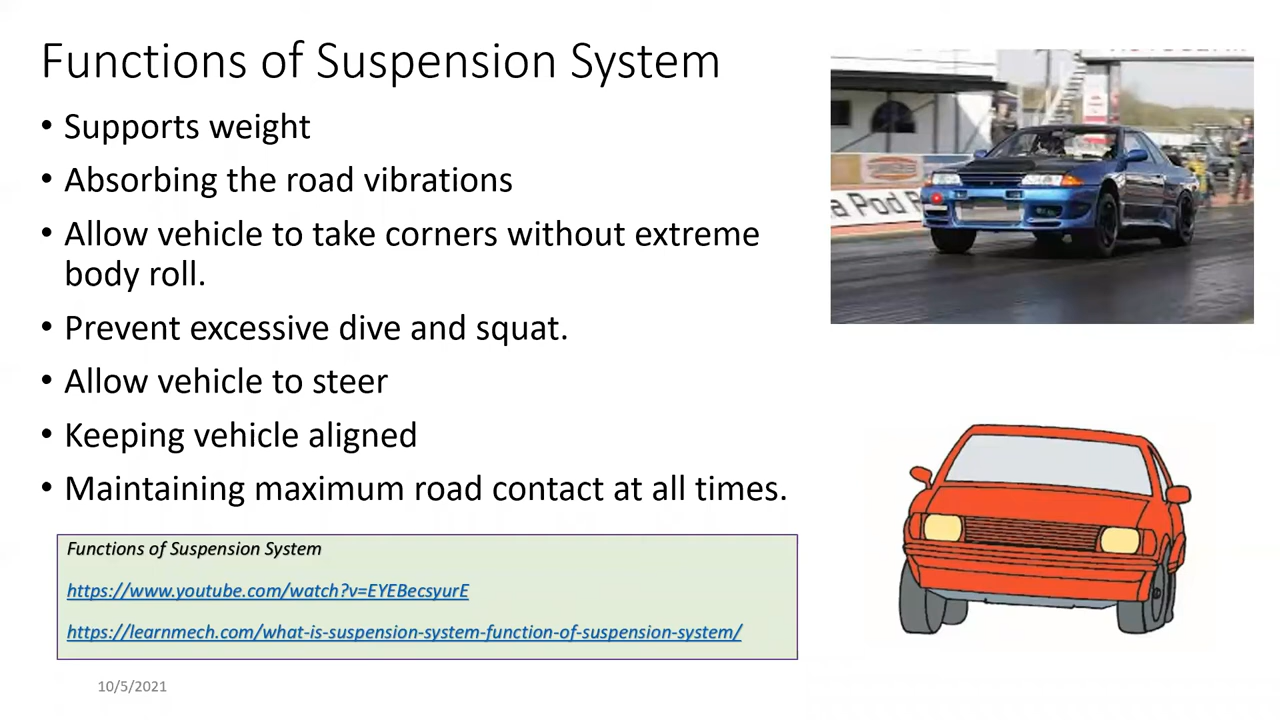 Functions of Suspension System
• Supports weight
• Absorbing the road vibrations
• Allow vehicle to take corners without extreme
body roll.
• Prevent excessive dive and squat.
• Allow vehicle to steer
• Keeping vehicle aligned
• Maintaining maximum road contact at all times.
Functions of Suspension System
https://www.youtube.com/watch?v=EYEBecsyurE
https://learnmech.com/what-is-suspension-system-function-of-suspension-system/
10/5/2021
a Pod